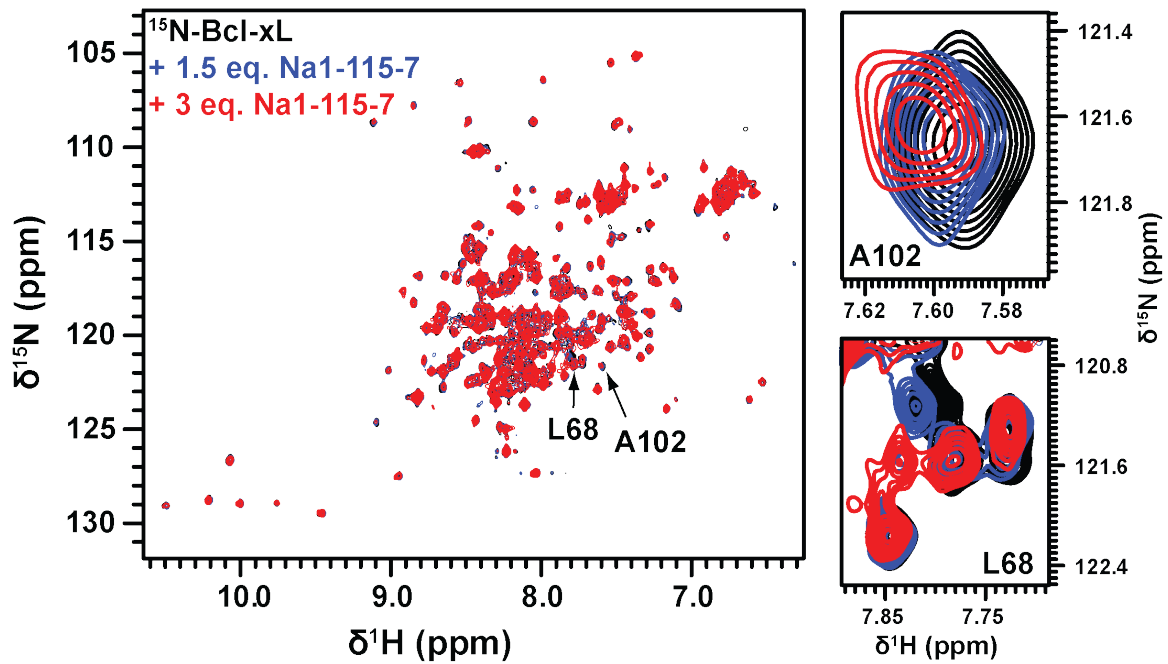 ¹⁵N-Bcl-xL
+ 1.5 eq. Na1-115-7
+ 3 eq. Na1-115-7
105
110
115
120
125
130
δ¹⁵N (ppm)
L68
A102
10.0 9.0 8.0 7.0
δ¹H (ppm)
A102
121.4
121.6
121.8
7.62 7.60 7.58
δ¹⁵N (ppm)
L68
120.8
121.6
122.4
7.85 7.75
δ¹H (ppm)